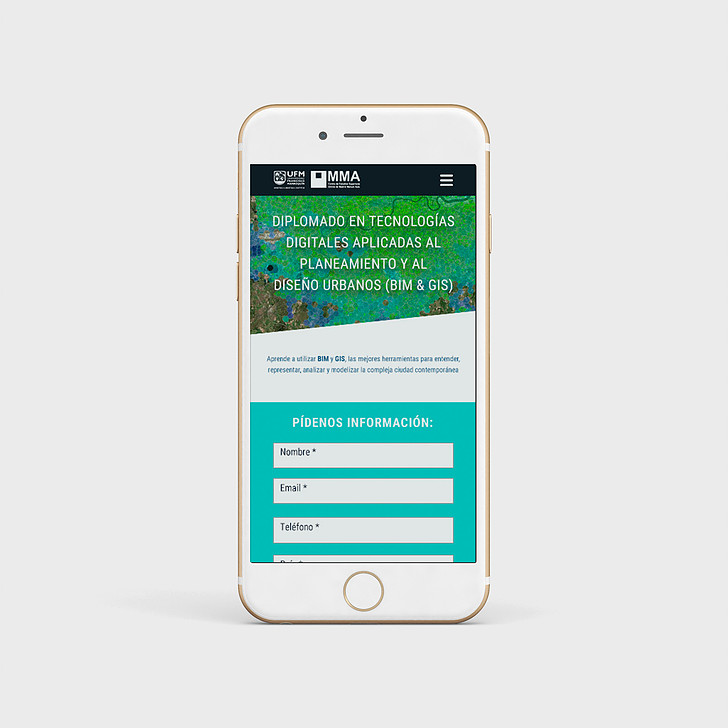 UFM
MMA
DIPLOMADO EN TECNOLOGÍAS
DIGITALES APLICADAS AL
PLANEAMIENTO Y AL
DISEÑO URBANOS (BIM & GIS)
Aprende a utilizar BIM y GIS, las mejores herramientas para entender,
representar, analizar y modelizar la compleja ciudad contemporánea
PÍDENOS INFORMACIÓN:
Nombre *
Email *
Teléfono *